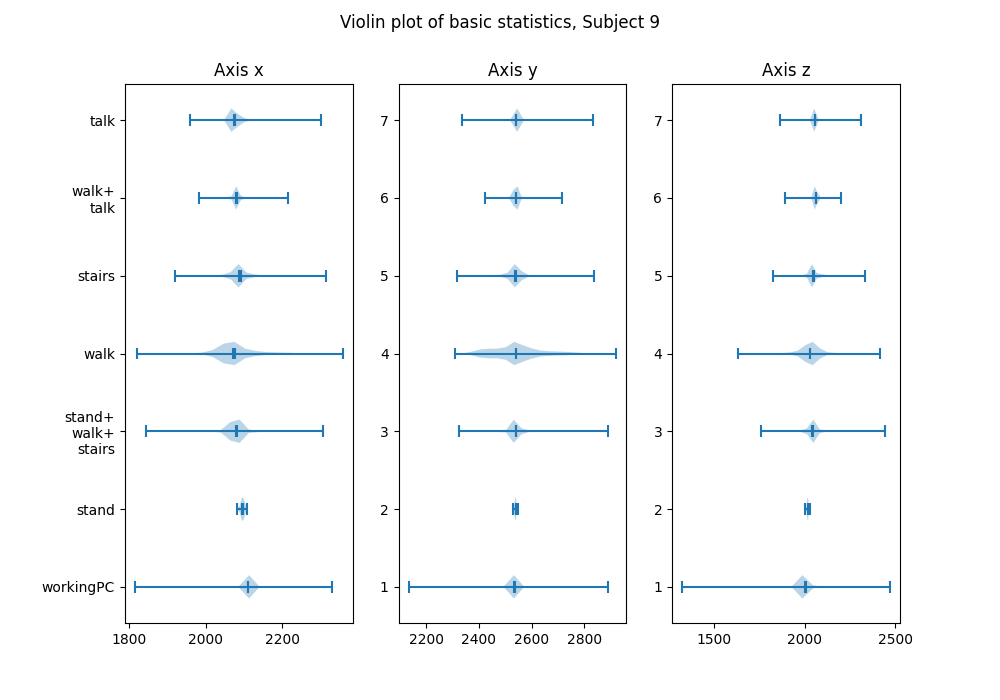 Violin plot of basic statistics, Subject 9
Axis x
Axis y
Axis z
talk
walk+
talk
stairs
walk
stand+
walk+
stairs
stand
workingPC
1800 2000 2200
7
6
5
4
3
2
1
2200 2400 2600 2800
7
6
5
4
3
2
1
1500 2000 2500